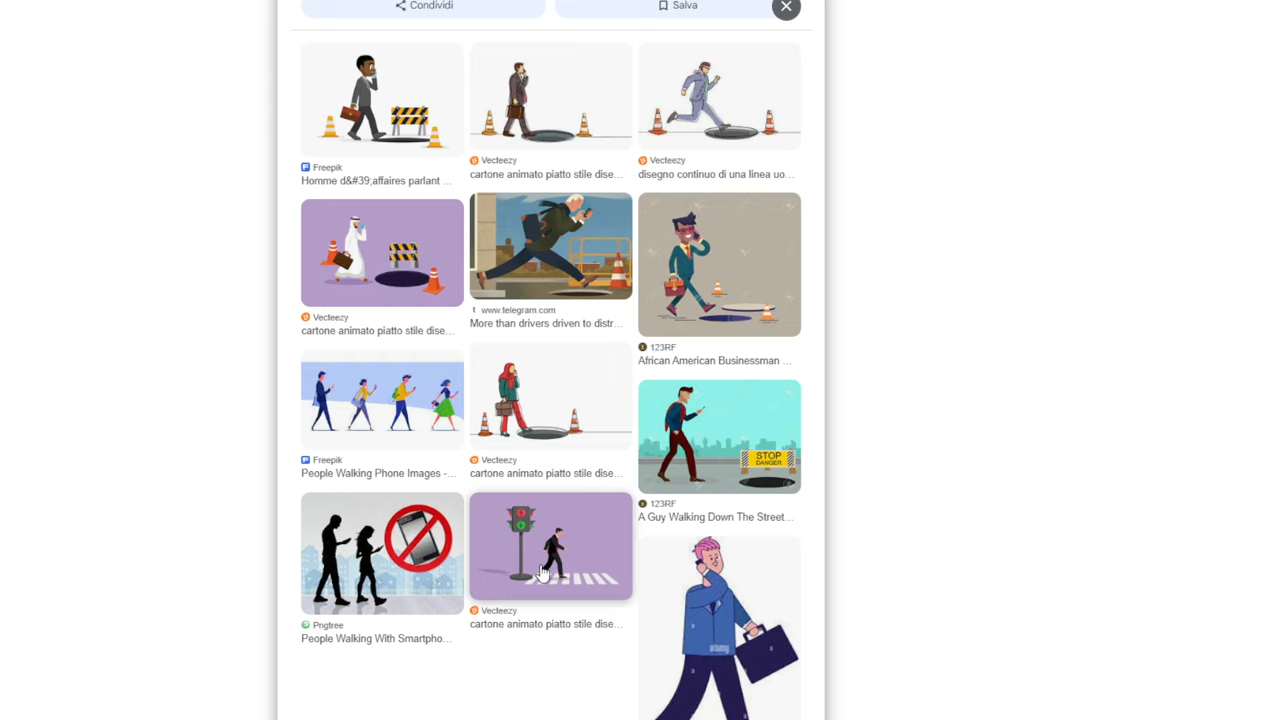 Condividi
Salva
Freepik
Homme d&#39;affaires parlant ...
Vecteezy
cartone animato piatto stile dise...
Vecteezy
disegno continuo di una linea uo...
Vecteezy
cartone animato piatto stile dise...
t www.telegram.com
More than drivers driven to distr...
123RF
African American Businessman ...
Freepik
People Walking Phone Images -...
Vecteezy
cartone animato piatto stile dise...
STOP
DANGER
123RF
A Guy Walking Down The Street...
Pngtree
People Walking With Smartpho...
Vecteezy
cartone animato piatto stile dise...
alamy